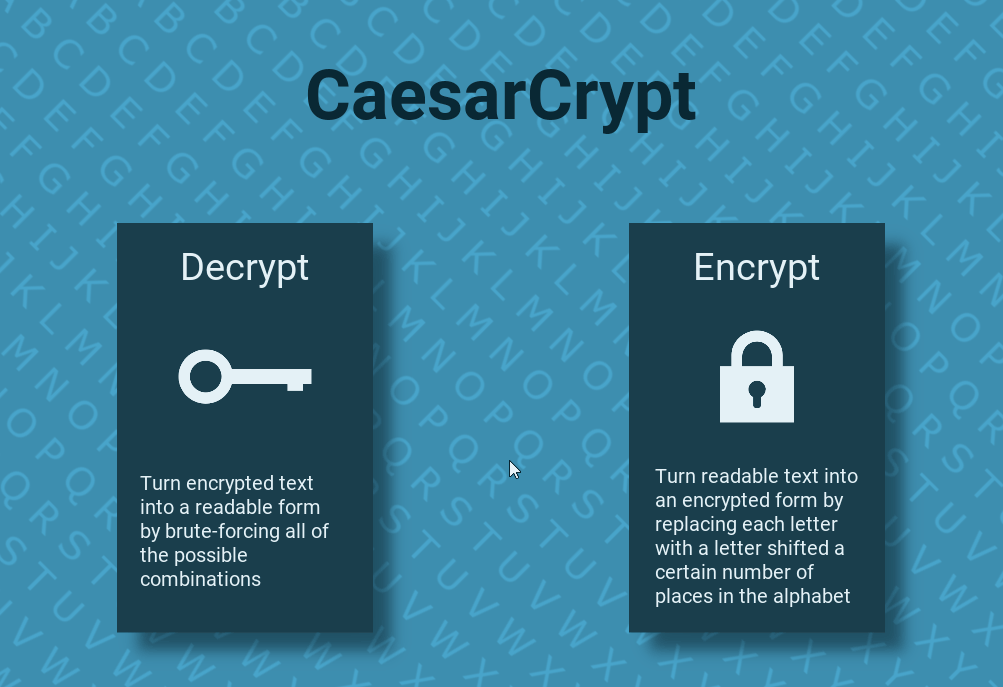 CaesarCrypt
Decrypt
Turn encrypted text
into a readable form
by brute-forcing all of
the possible
combinations
Encrypt
Turn readable text into
an encrypted form by
replacing each letter
with a letter shifted a
certain number of
places in the alphabet